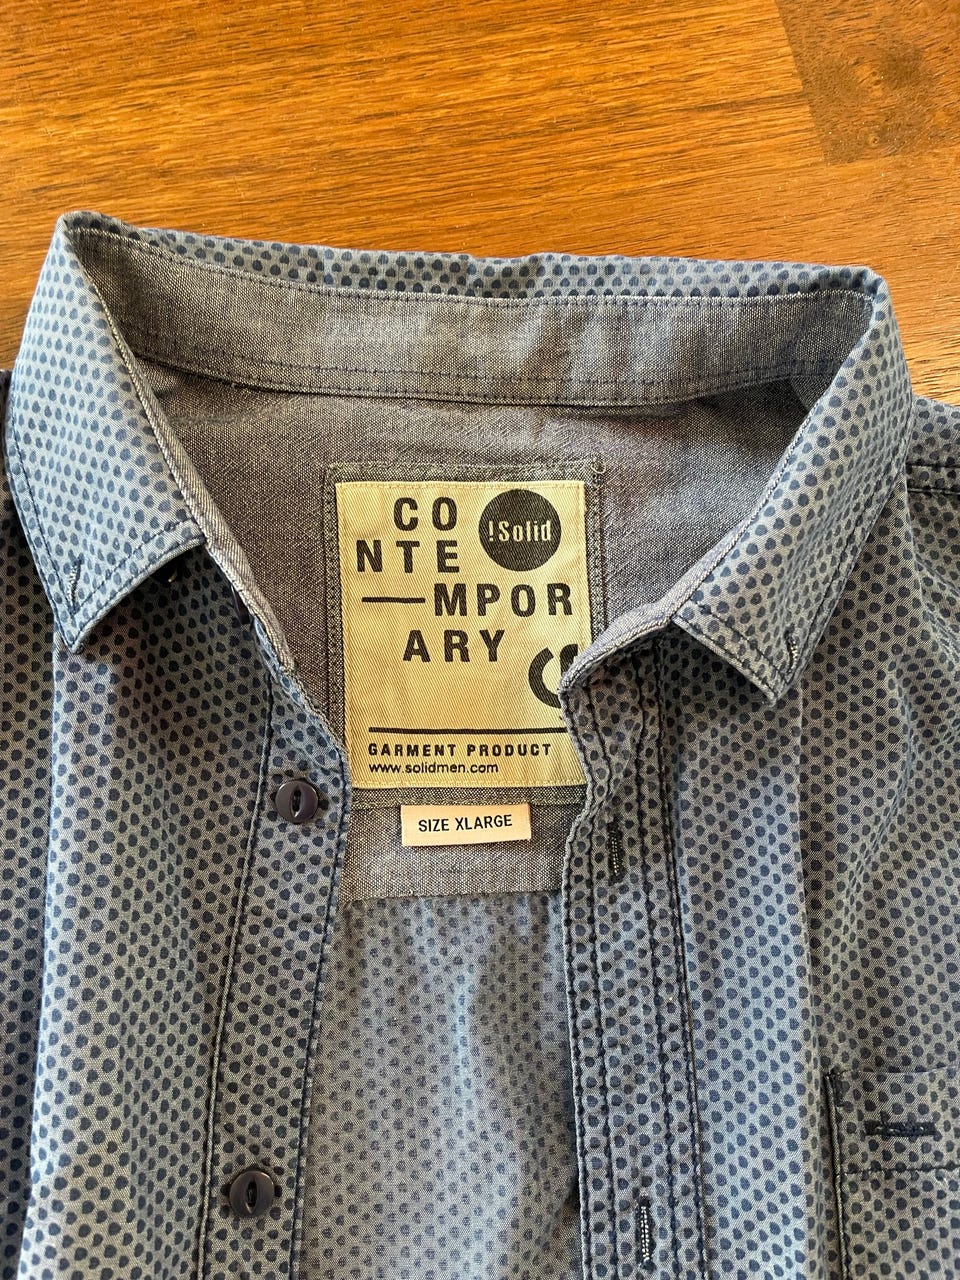 CO
!Solid
NTE
—MPOR
ARY
S
GARMENT PRODUCT
www.solidmen.com
SIZE XLARGE